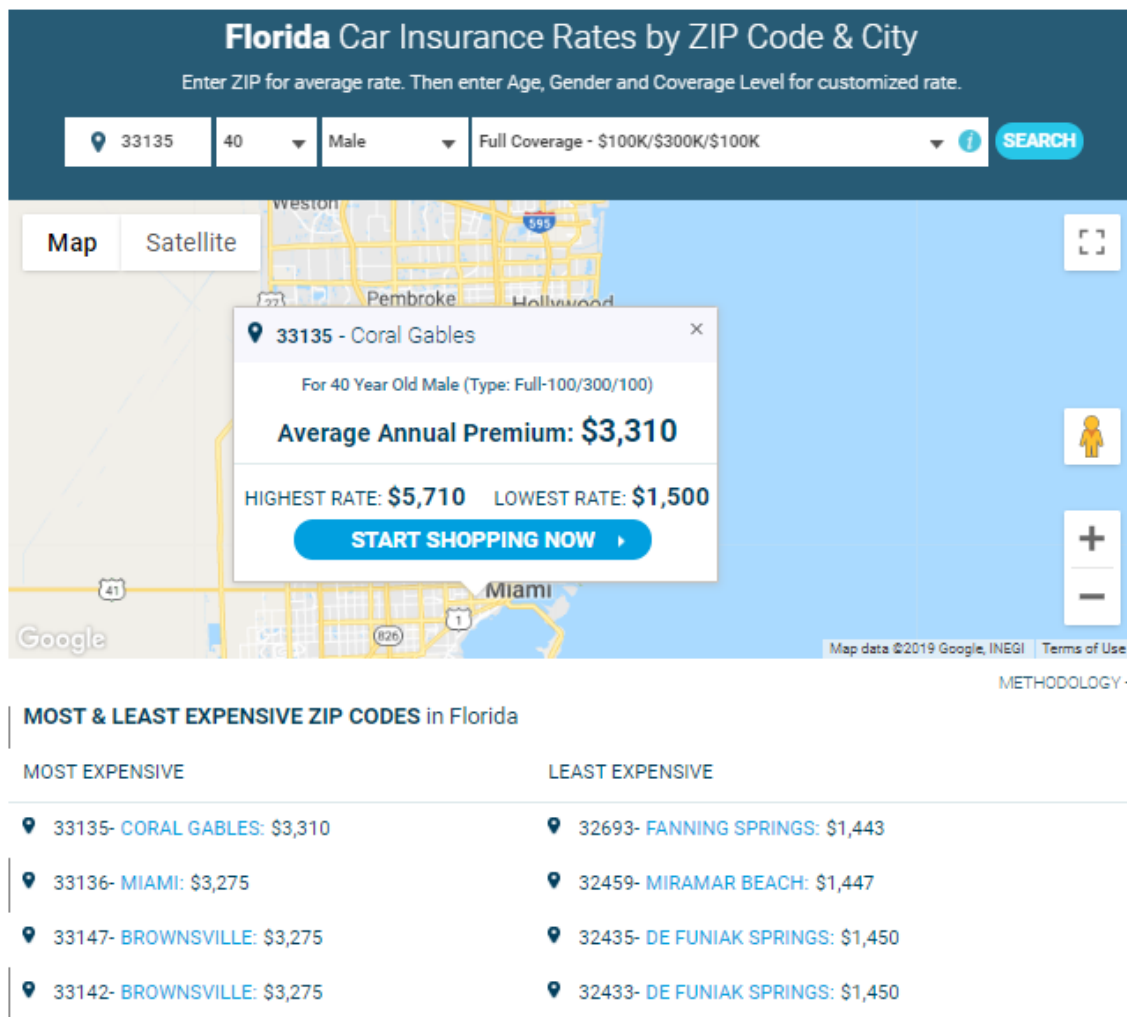 Florida Car Insurance Rates by ZIP Code & City
Enter ZIP for average rate. Then enter Age, Gender and Coverage Level for customized rate.
33135 40 Male Full Coverage - $100K/$300K/$100K i SEARCH
Weston
595
Map Satellite
27
Pembroke Hollywood
33135 - Coral Gables ×
For 40 Year Old Male (Type: Full-100/300/100)
Average Annual Premium: $3,310
HIGHEST RATE: $5,710 LOWEST RATE: $1,500
START SHOPPING NOW
41
Miami
1
826
Google
Map data ©2019 Google, INEGI Terms of Use
METHODOLOGY
MOST & LEAST EXPENSIVE ZIP CODES in Florida
MOST EXPENSIVE LEAST EXPENSIVE
33135- CORAL GABLES: $3,310 32693- FANNING SPRINGS: $1,443
33136- MIAMI: $3,275 32459- MIRAMAR BEACH: $1,447
33147- BROWNSVILLE: $3,275 32435- DE FUNIAK SPRINGS: $1,450
33142- BROWNSVILLE: $3,275 32433- DE FUNIAK SPRINGS: $1,450